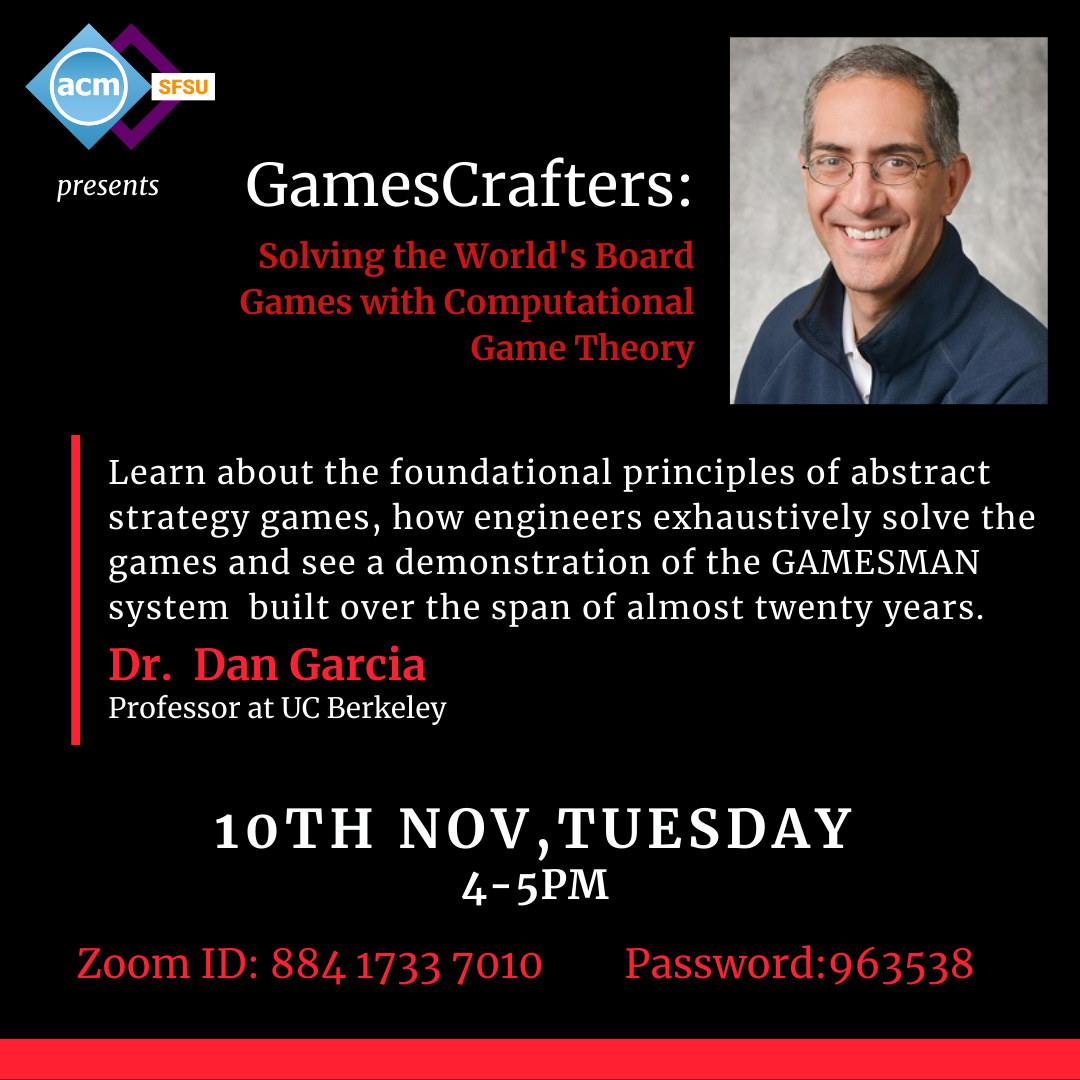 acm
SFSU
presents
GamesCrafters:
Solving the World's Board
Games with Computational
Game Theory
Learn about the foundational principles of abstract
strategy games, how engineers exhaustively solve the
games and see a demonstration of the GAMESMAN
system  built over the span of almost twenty years.
Dr.  Dan Garcia
Professor at UC Berkeley
10TH NOV,TUESDAY
4-5PM
Zoom ID: 884 1733 7010
Password:963538